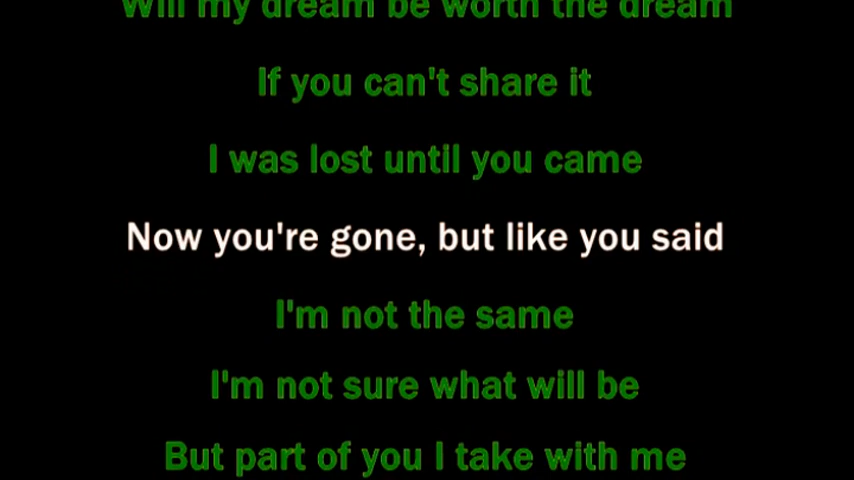 Will my dream be worth the dream
If you can't share it
I was lost until you came
Now you're gone, but like you said
I'm not the same
I'm not sure what will be
But part of you I take with me